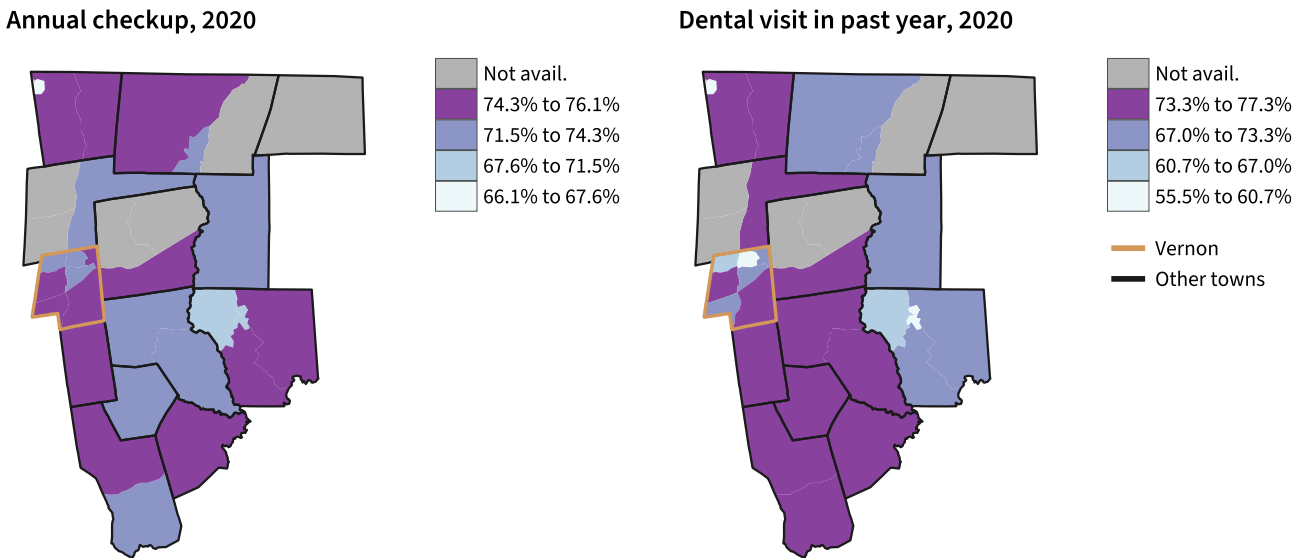 Annual checkup, 2020
Not avail.
74.3% to 76.1%
71.5% to 74.3%
67.6% to 71.5%
66.1% to 67.6%
Dental visit in past year, 2020
Not avail.
73.3% to 77.3%
67.0% to 73.3%
60.7% to 67.0%
55.5% to 60.7%
Vernon
Other towns